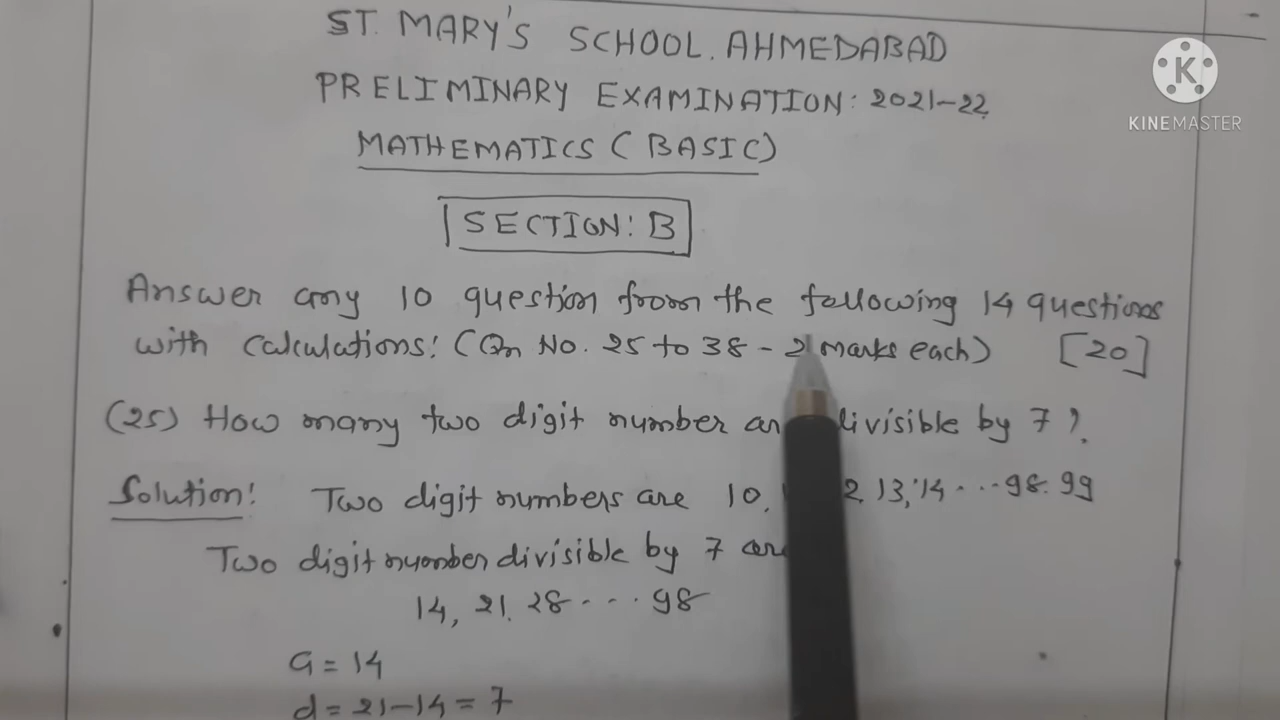 ST. MARY'S SCHOOL. AHMEDABAD
PRELIMINARY EXAMINATION: 2021-22
MATHEMATICS (BASIC)
SECTION: B
Answer any 10 question from the following 14 questions
with calculations: (Qn No. 25 to 38 - 2 marks each) [20]
(25) How many two digit number divisible by 7?
Solution: Two digit numbers are 10, 13, 14 ... 98. 99
Two digit number divisible by 7 are
14, 21. 28 ... 98
a = 14
d = 21-14 = 7
K
KINEMASTER